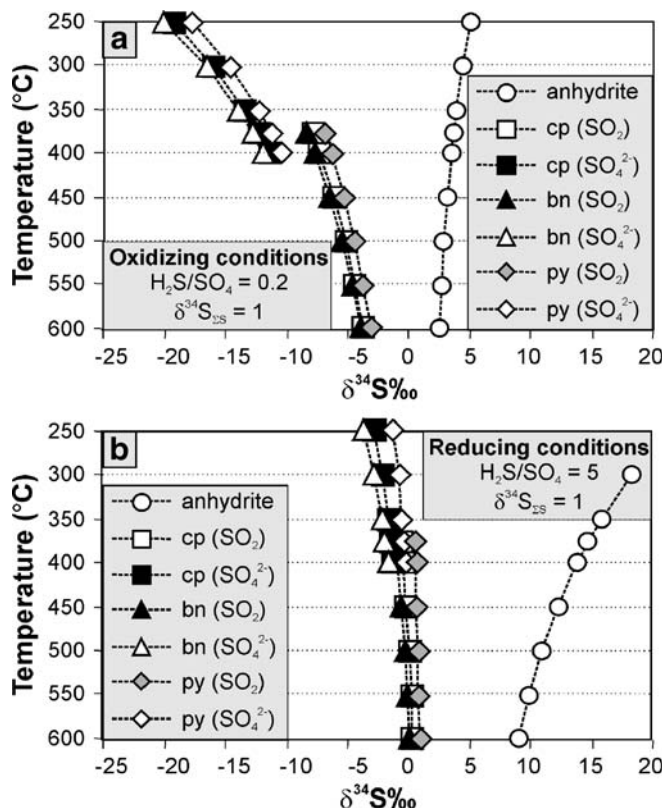 a
Temperature (°C)
250
300
350
400
450
500
550
600
Oxidizing conditions
H₂S/SO₄ = 0.2
δ³⁴S_ΣS = 1
anhydrite
cp (SO₂)
cp (SO₄²⁻)
bn (SO₂)
bn (SO₄²⁻)
py (SO₂)
py (SO₄²⁻)
-25 -20 -15 -10 -5 0 5 10 15 20
δ³⁴S‰
b
Temperature (°C)
250
300
350
400
450
500
550
600
Reducing conditions
H₂S/SO₄ = 5
δ³⁴S_ΣS = 1
anhydrite
cp (SO₂)
cp (SO₄²⁻)
bn (SO₂)
bn (SO₄²⁻)
py (SO₂)
py (SO₄²⁻)
-25 -20 -15 -10 -5 0 5 10 15 20
δ³⁴S‰